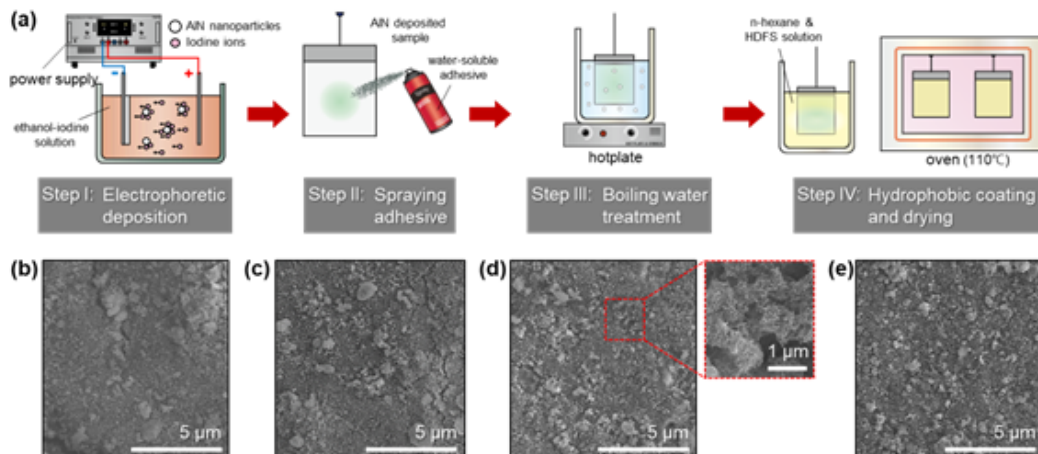 (a)
AlN nanoparticles
Iodine ions
power supply
ethanol-iodine
solution
Step I: Electrophoretic
deposition
AlN deposited
sample
water-soluble
adhesive
Step II: Spraying
adhesive
hotplate
Step III: Boiling water
treatment
n-hexane &
HDFS solution
oven (110℃)
Step IV: Hydrophobic coating
and drying
(b)
5 μm
(c)
5 μm
(d)
5 μm
1 μm
(e)
5 μm